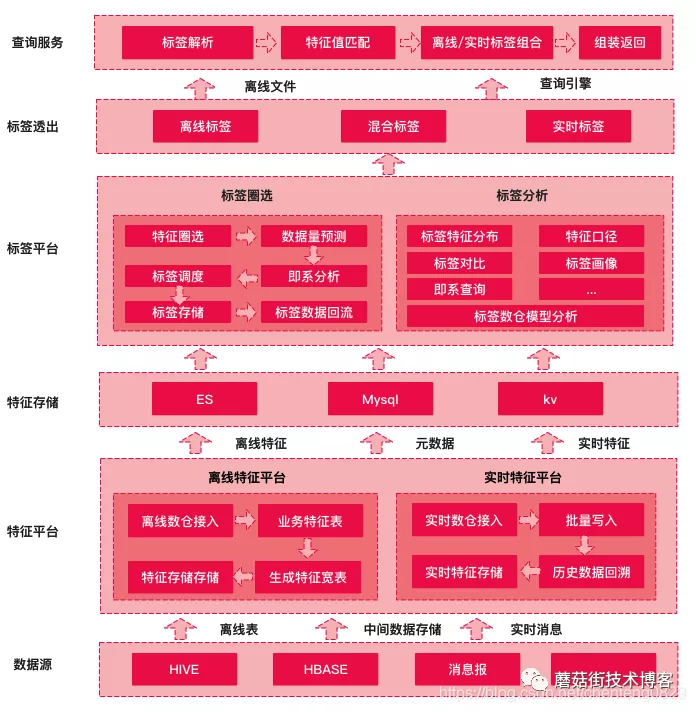 查询服务
标签解析
特征值匹配
离线/实时标签组合
组装返回
离线文件
查询引擎
标签透出
离线标签
混合标签
实时标签
标签圈选
标签分析
标签平台
特征圈选
数据量预测
标签调度
即系分析
标签存储
标签数据回流
标签特征分布
特征口径
标签对比
标签画像
即系查询
...
标签数仓模型分析
特征存储
ES
Mysql
kv
离线特征
元数据
实时特征
离线特征平台
实时特征平台
特征平台
离线数仓接入
业务特征表
特征存储存储
生成特征宽表
实时数仓接入
批量写入
实时特征存储
历史数据回溯
离线表
中间数据存储
实时消息
数据源
HIVE
HBASE
消息报
蘑菇街技术博客